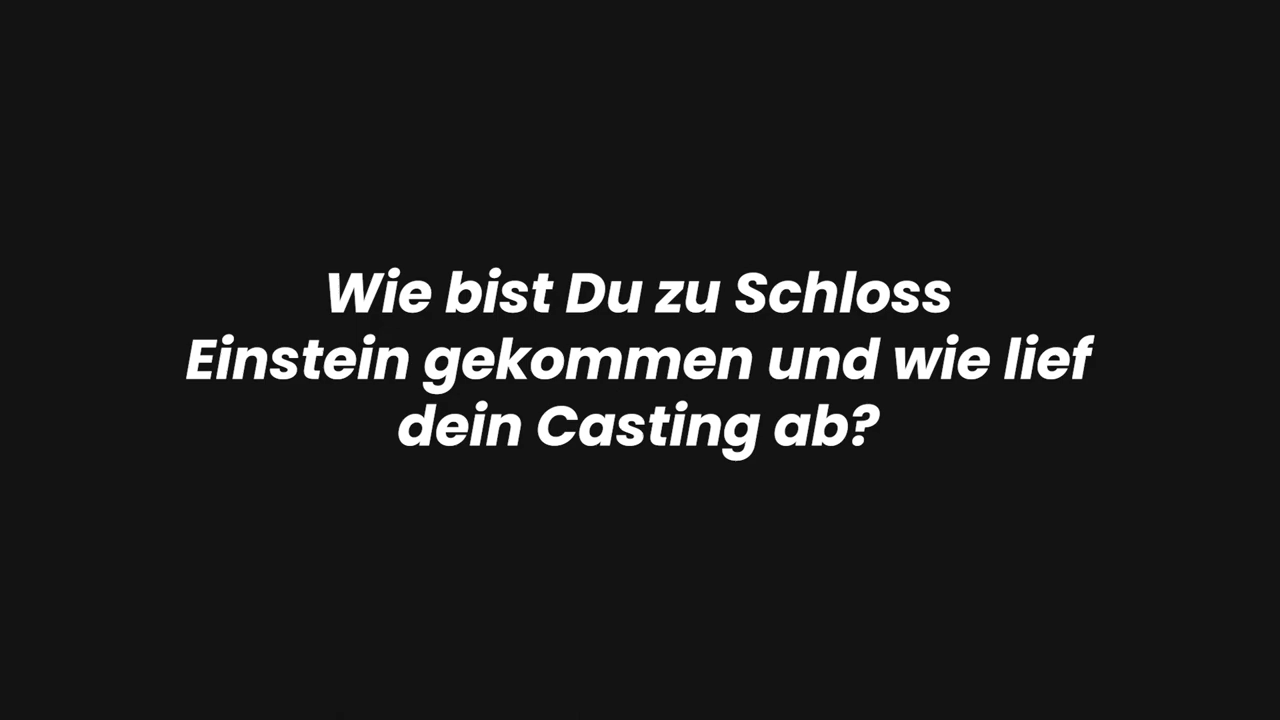 Wie bist Du zu Schloss
Einstein gekommen und wie lief
dein Casting ab?